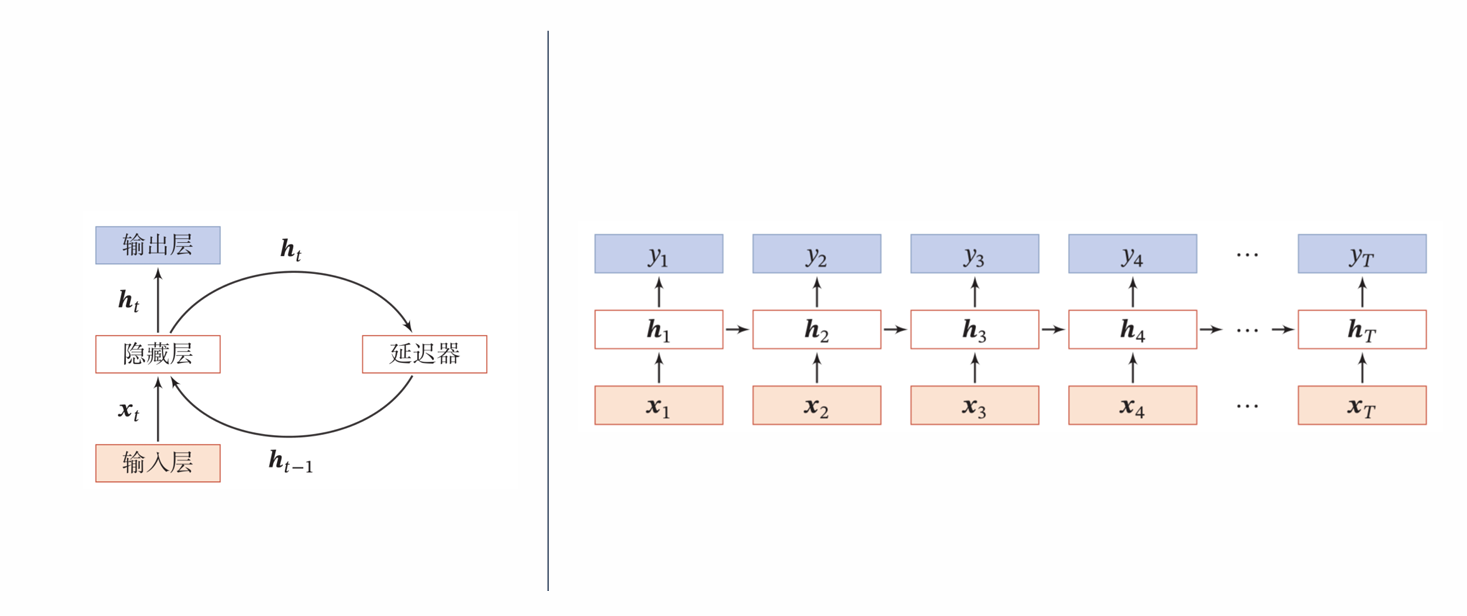 输出层
h_t
h_t
隐藏层
延迟器
x_t
输入层
h_{t−1}
y_1 y_2 y_3 y_4 ⋯ y_T
h_1 h_2 h_3 h_4 ⋯ h_T
x_1 x_2 x_3 x_4 ⋯ x_T